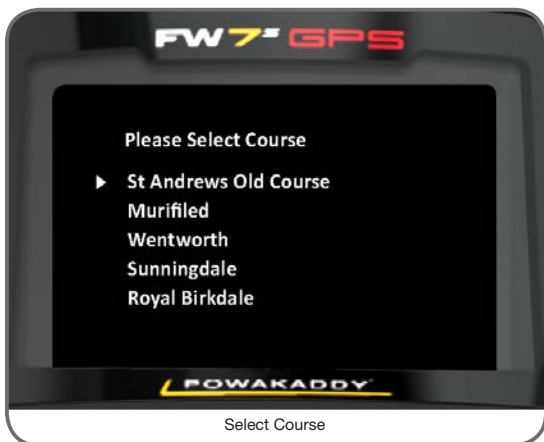 FW7s GPS
Please Select Course
St Andrews Old Course
Murifiled
Wentworth
Sunningdale
Royal Birkdale
POWAKADDY
Select Course